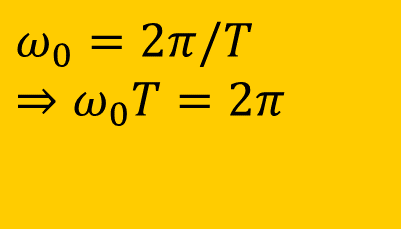 ω₀ = 2π/T
⇒ ω₀T = 2π